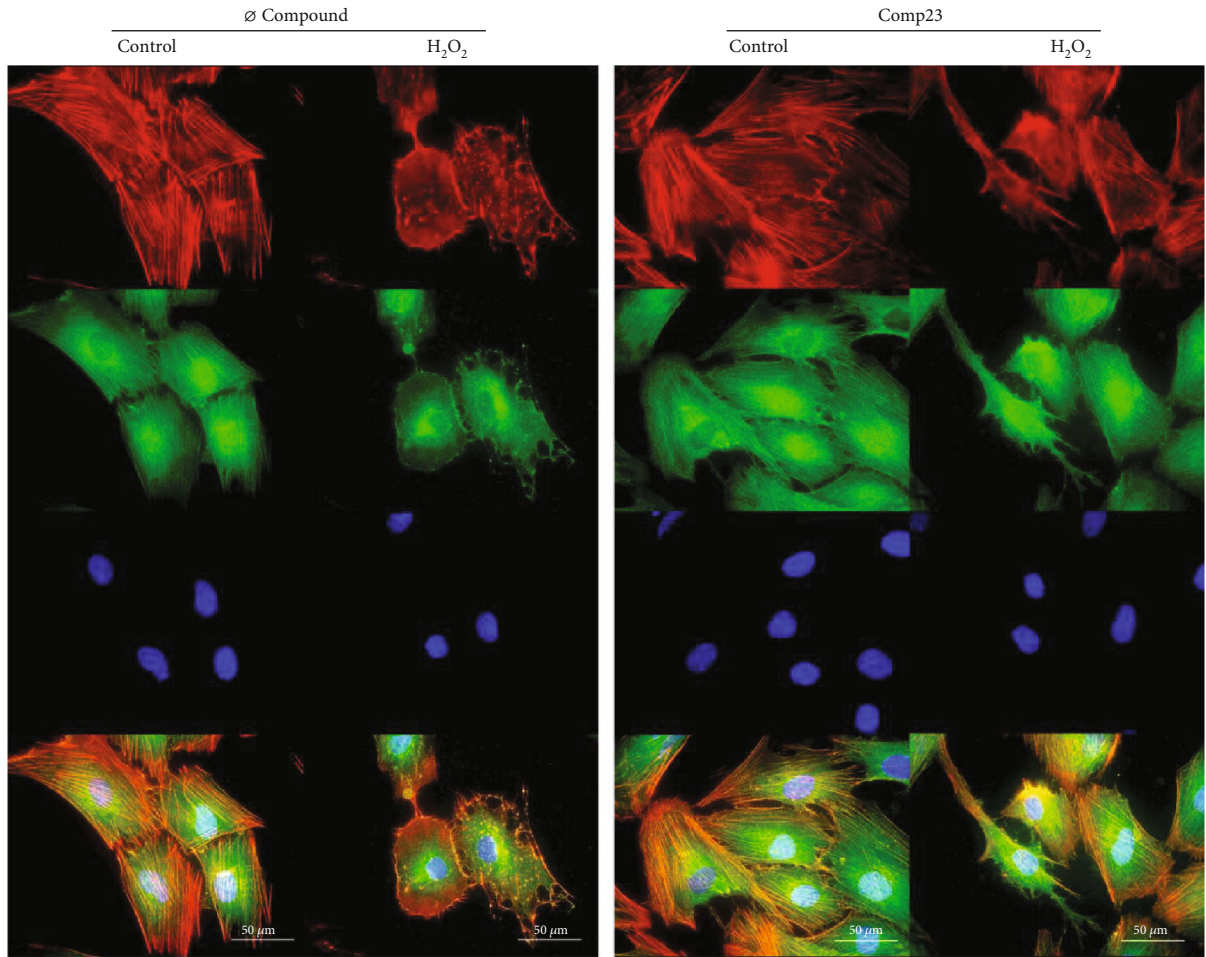 ∅ Compound Comp23
Control H₂O₂ Control H₂O₂
50 µm 50 µm 50 µm 50 µm